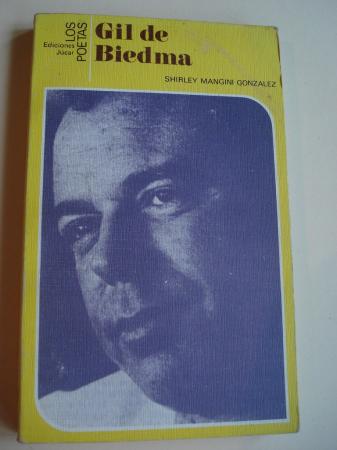 Ediciones
Júcar
LOS
POETAS
Gil de
Biedma
SHIRLEY MANGINI GONZALEZ